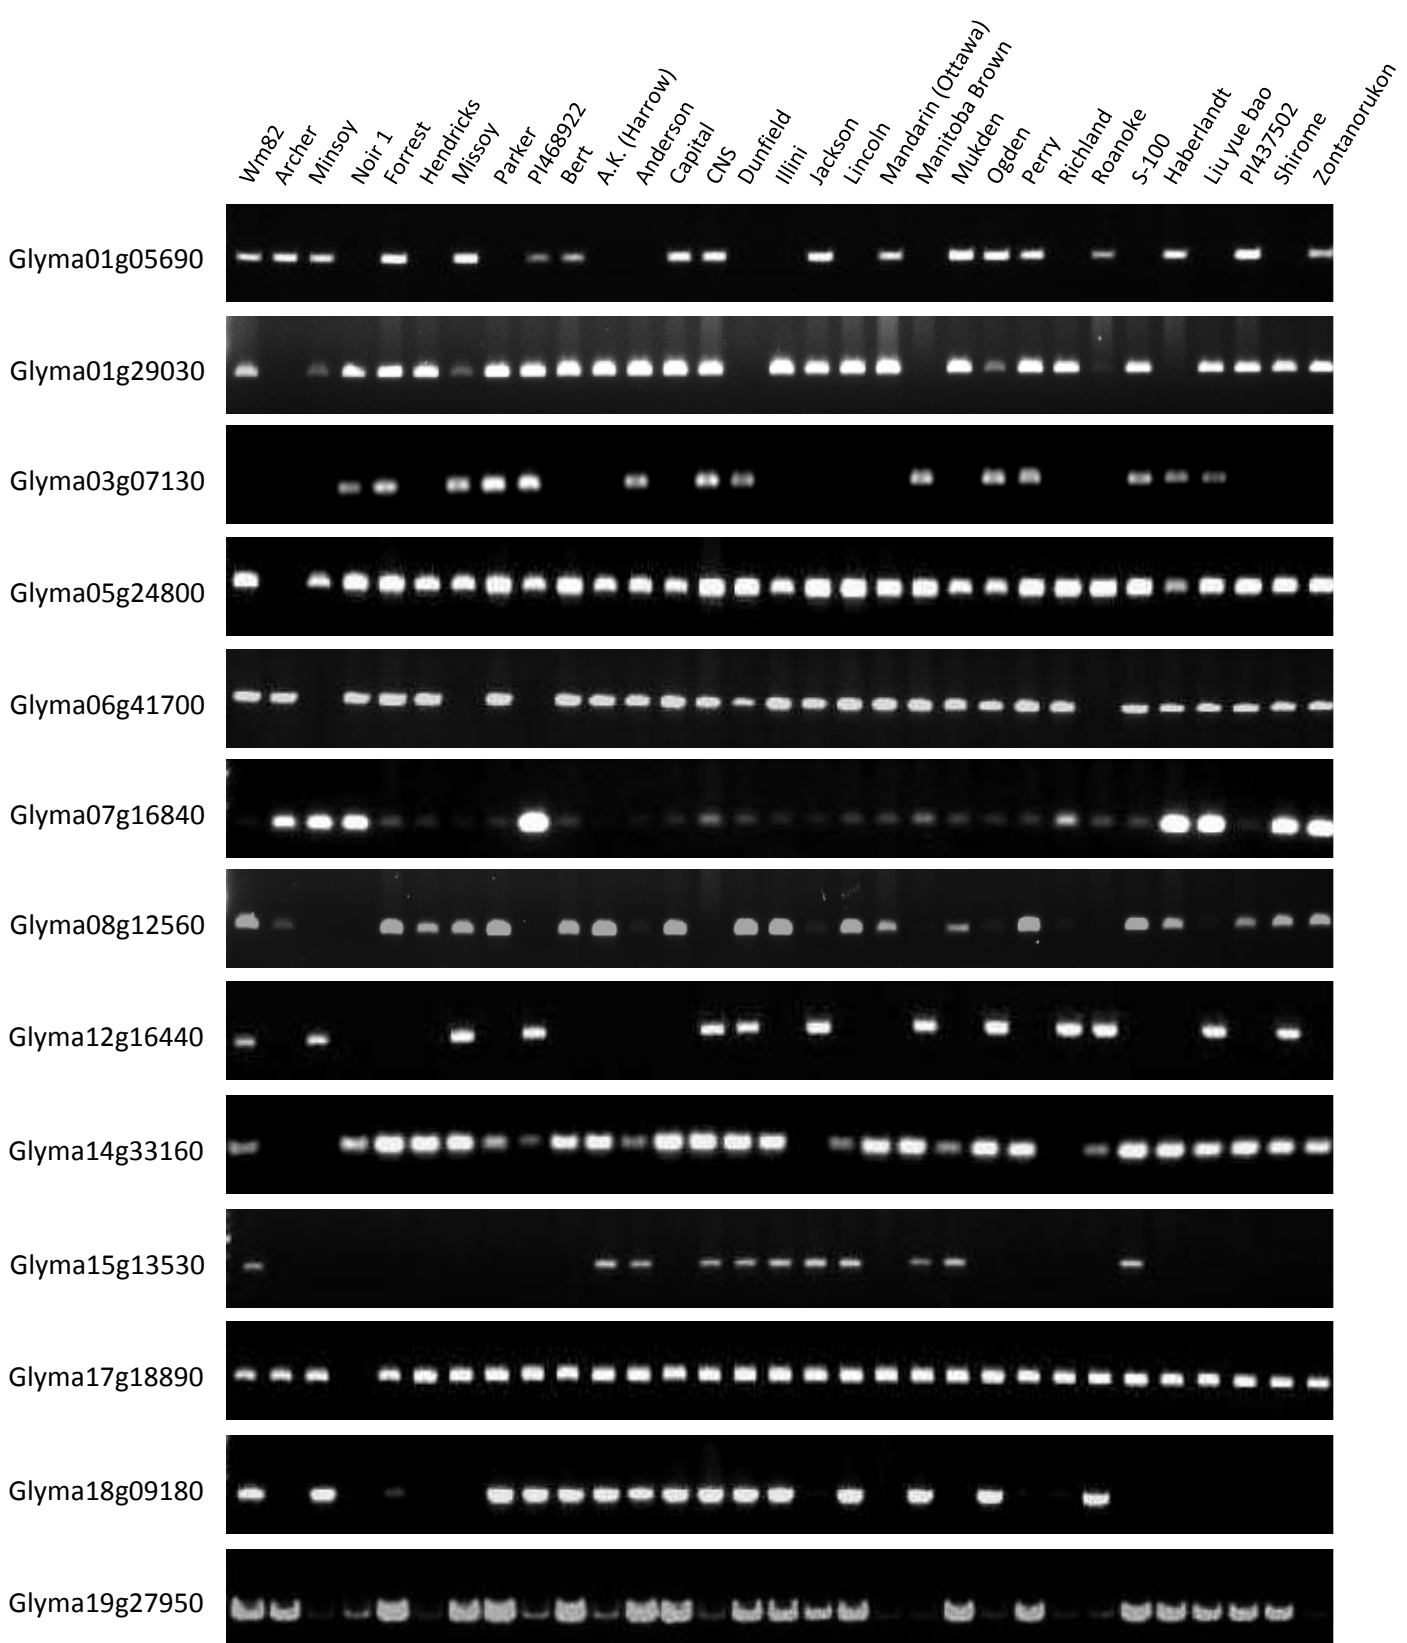 Wm82
Archer
Minsoy
Noir 1
Forrest
Hendricks
Missoy
Parker
PI468922
Bert
A.K. (Harrow)
Anderson
Capital
CNS
Dunfield
Illini
Jackson
Lincoln
Mandarin (Ottawa)
Manitoba Brown
Mukden
Ogden
Perry
Richland
Roanoke
S-100
Haberlandt
Liu yue bao
PI437502
Shirome
Zontanorukon
Glyma01g05690
Glyma01g29030
Glyma03g07130
Glyma05g24800
Glyma06g41700
Glyma07g16840
Glyma08g12560
Glyma12g16440
Glyma14g33160
Glyma15g13530
Glyma17g18890
Glyma18g09180
Glyma19g27950